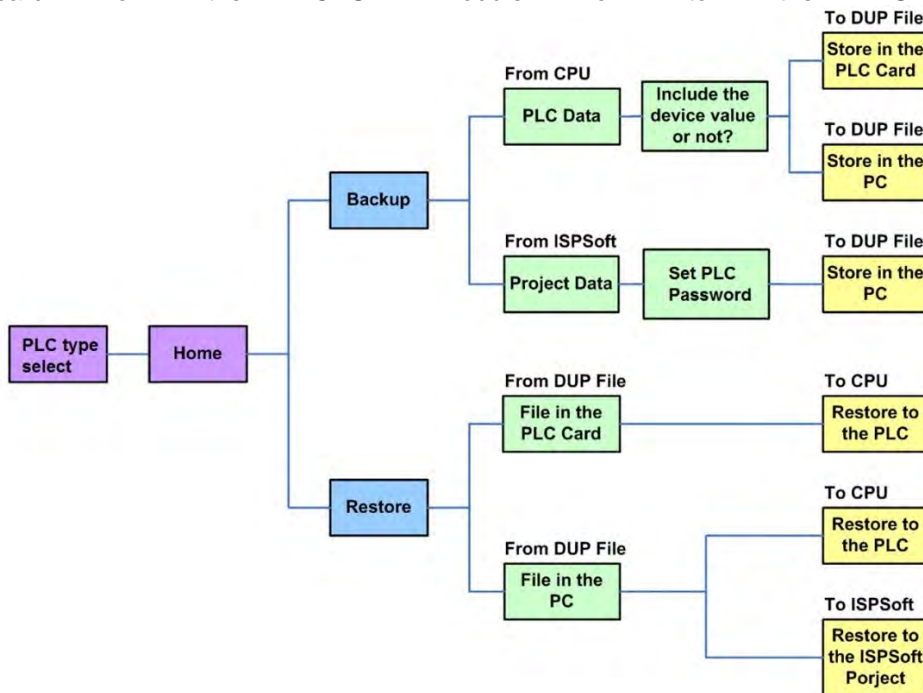 To DUP File
Store in the
PLC Card
From CPU
PLC Data
Include the
device value
or not?
To DUP File
Store in the
PC
Backup
From ISPSoft
Project Data
Set PLC
Password
To DUP File
Store in the
PC
PLC type
select
Home
From DUP File
File in the
PLC Card
To CPU
Restore to
the PLC
Restore
To CPU
Restore to
the PLC
From DUP File
File in the
PC
To ISPSoft
Restore to
the ISPSoft
Porject